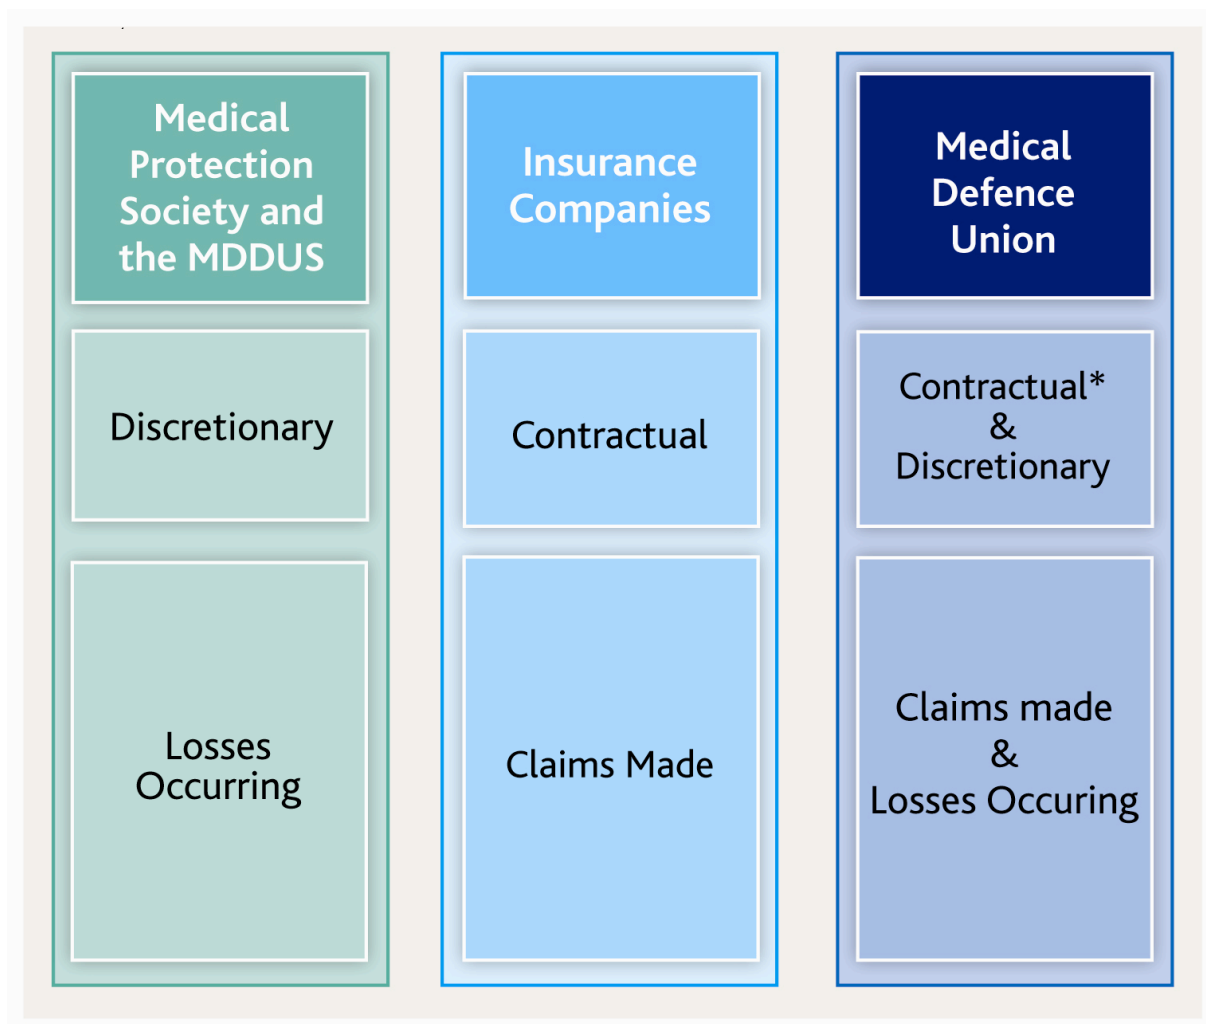 Medical
Protection
Society and
the MDDUS
Discretionary
Losses
Occurring
Insurance
Companies
Contractual
Claims Made
Medical
Defence
Union
Contractual*
&
Discretionary
Claims made
&
Losses Occuring